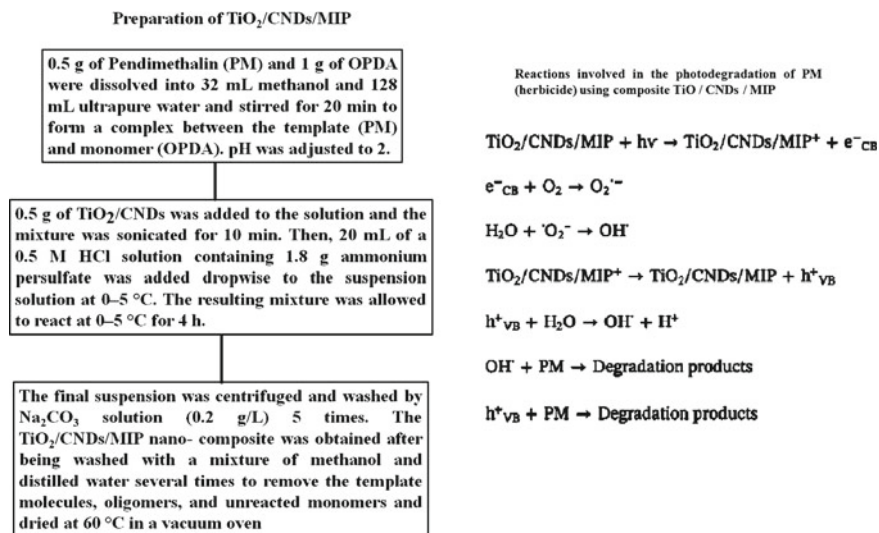 Preparation of TiO₂/CNDs/MIP
0.5 g of Pendimethalin (PM) and 1 g of OPDA
were dissolved into 32 mL methanol and 128
mL ultrapure water and stirred for 20 min to
form a complex between the template (PM)
and monomer (OPDA). pH was adjusted to 2.
0.5 g of TiO₂/CNDs was added to the solution and the
mixture was sonicated for 10 min. Then, 20 mL of a
0.5 M HCl solution containing 1.8 g ammonium
persulfate was added dropwise to the suspension
solution at 0–5 °C. The resulting mixture was allowed
to react at 0–5 °C for 4 h.
The final suspension was centrifuged and washed by
Na₂CO₃ solution (0.2 g/L) 5 times. The
TiO₂/CNDs/MIP nano- composite was obtained after
being washed with a mixture of methanol and
distilled water several times to remove the template
molecules, oligomers, and unreacted monomers and
dried at 60 °C in a vacuum oven
Reactions involved in the photodegradation of PM
(herbicide) using composite TiO / CNDs / MIP
TiO₂/CNDs/MIP + hν → TiO₂/CNDs/MIP⁺ + e⁻CB
e⁻CB + O₂ → O₂˙⁻
H₂O + ˙O₂⁻ → OH˙
TiO₂/CNDs/MIP⁺ → TiO₂/CNDs/MIP + h⁺VB
h⁺VB + H₂O → OH˙ + H⁺
OH˙ + PM → Degradation products
h⁺VB + PM → Degradation products